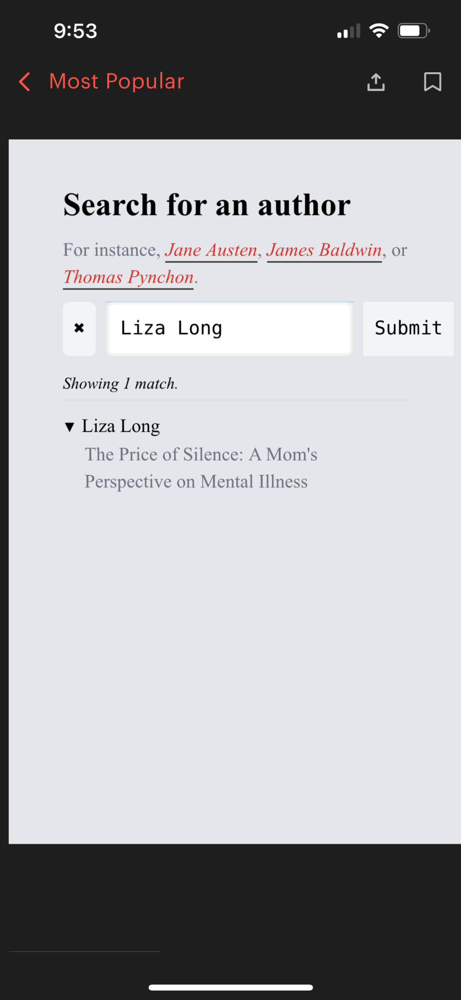 9:53
Most Popular
Search for an author
For instance, Jane Austen, James Baldwin, or
Thomas Pynchon.
✖ Liza Long Submit
Showing 1 match.
▼ Liza Long
The Price of Silence: A Mom's
Perspective on Mental Illness